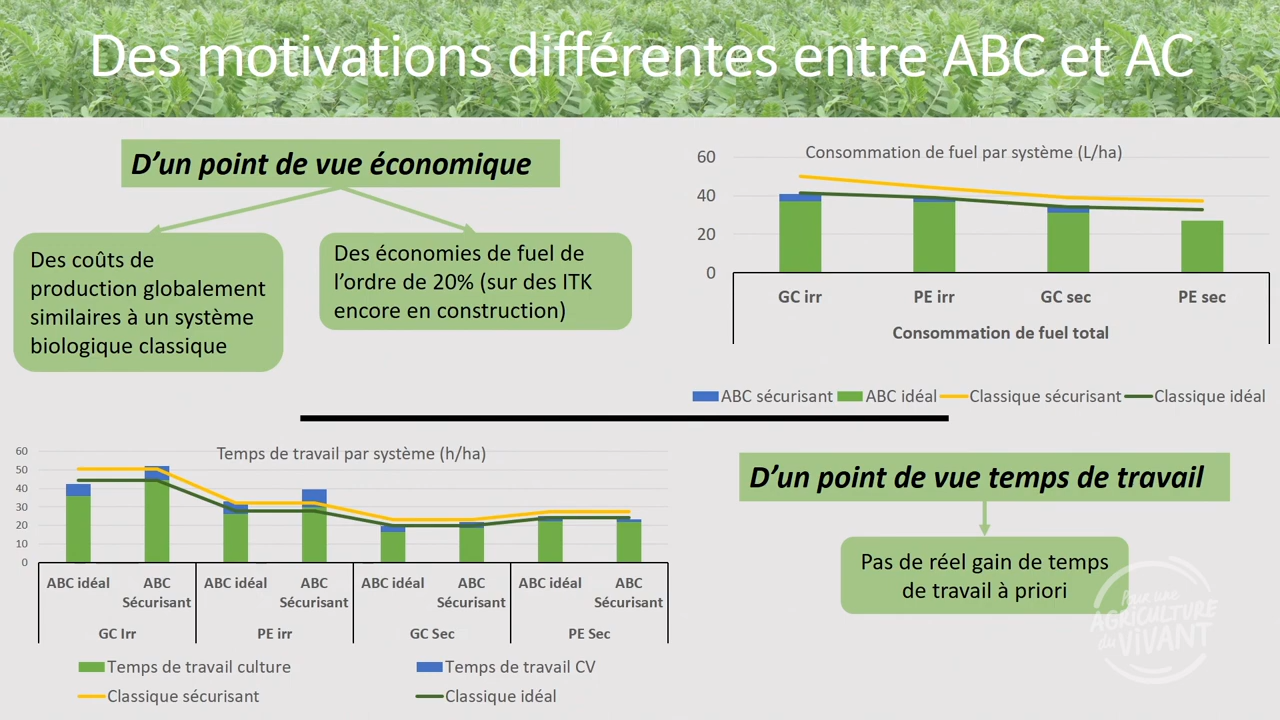 Des motivations différentes entre ABC et AC
D'un point de vue économique
Des coûts de
production globalement
similaires à un système
biologique classique
Des économies de fuel de
l'ordre de 20% (sur des ITK
encore en construction)
Consommation de fuel par système (L/ha)
60
40
20
0
GC irr PE irr GC sec PE sec
Consommation de fuel total
ABC sécurisant ABC idéal Classique sécurisant Classique idéal
Temps de travail par système (h/ha)
60
50
40
30
20
10
0
ABC idéal ABC Sécurisant ABC idéal ABC Sécurisant ABC idéal ABC Sécurisant ABC idéal ABC Sécurisant
GC Irr PE irr GC Sec PE Sec
Temps de travail culture Temps de travail CV
Classique sécurisant Classique idéal
D'un point de vue temps de travail
Pas de réel gain de temps
de travail à priori
Pour une
AGRICULTURE
du VIVANT